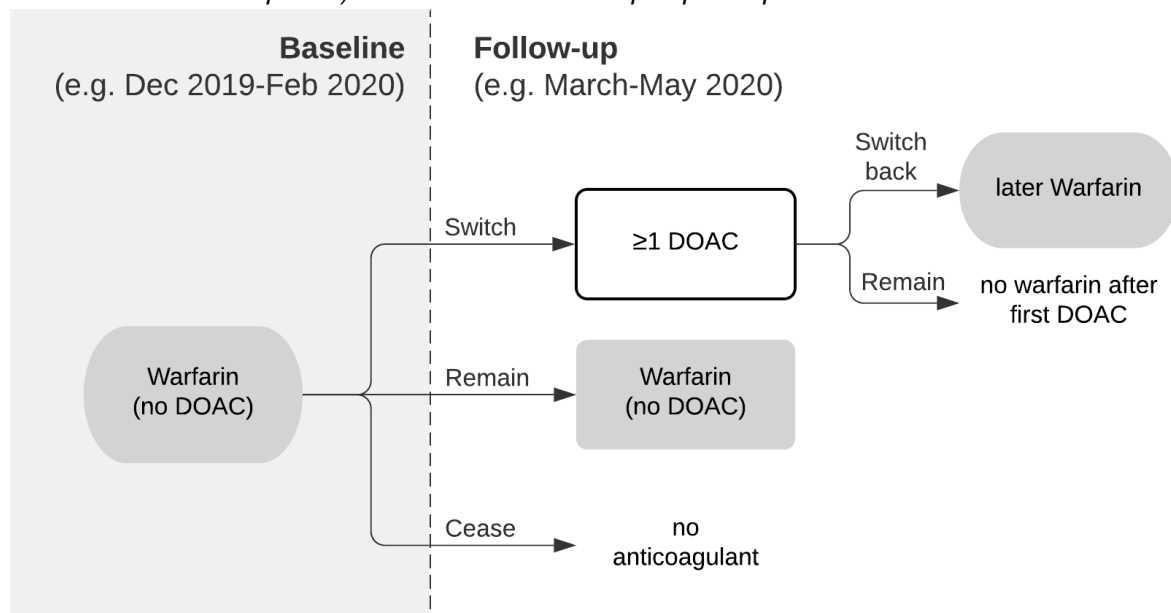 Baseline
(e.g. Dec 2019-Feb 2020)
Follow-up
(e.g. March-May 2020)
Switch
back
later Warfarin
Switch
≥1 DOAC
Remain
no warfarin after
first DOAC
Warfarin
(no DOAC)
Remain
Warfarin
(no DOAC)
Cease
no
anticoagulant